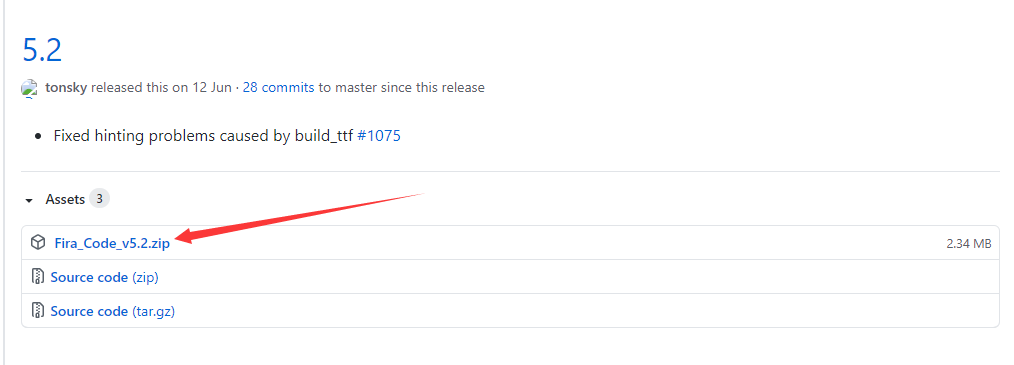 5.2
tonsky released this on 12 Jun · 28 commits to master since this release
Fixed hinting problems caused by build_ttf #1075
Assets 3
Fira_Code_v5.2.zip 2.34 MB
Source code (zip)
Source code (tar.gz)